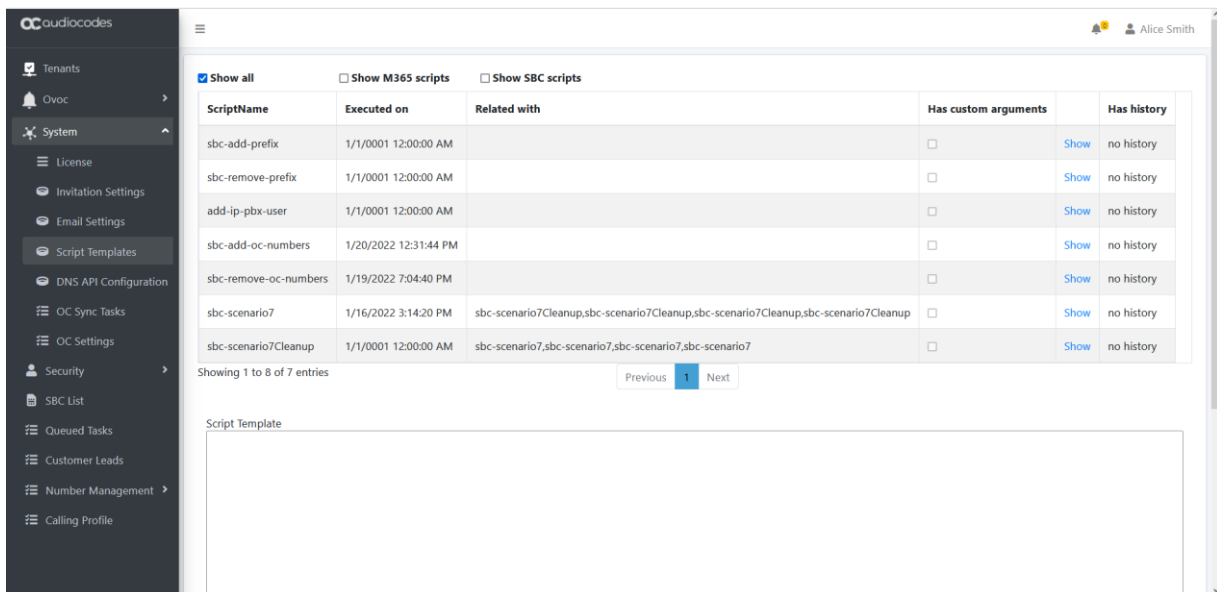 audiocodes
Alice Smith
Tenants
Ovoc
System
License
Invitation Settings
Email Settings
Script Templates
DNS API Configuration
OC Sync Tasks
OC Settings
Security
SBC List
Queued Tasks
Customer Leads
Number Management
Calling Profile
Show all Show M365 scripts Show SBC scripts
ScriptName Executed on Related with Has custom arguments Has history
sbc-add-prefix 1/1/0001 12:00:00 AM Show no history
sbc-remove-prefix 1/1/0001 12:00:00 AM Show no history
add-ip-pbx-user 1/1/0001 12:00:00 AM Show no history
sbc-add-oc-numbers 1/20/2022 12:31:44 PM Show no history
sbc-remove-oc-numbers 1/19/2022 7:04:40 PM Show no history
sbc-scenario7 1/16/2022 3:14:20 PM sbc-scenario7Cleanup,sbc-scenario7Cleanup,sbc-scenario7Cleanup,sbc-scenario7Cleanup Show no history
sbc-scenario7Cleanup 1/1/0001 12:00:00 AM sbc-scenario7,sbc-scenario7,sbc-scenario7,sbc-scenario7 Show no history
Showing 1 to 8 of 7 entries Previous 1 Next
Script Template